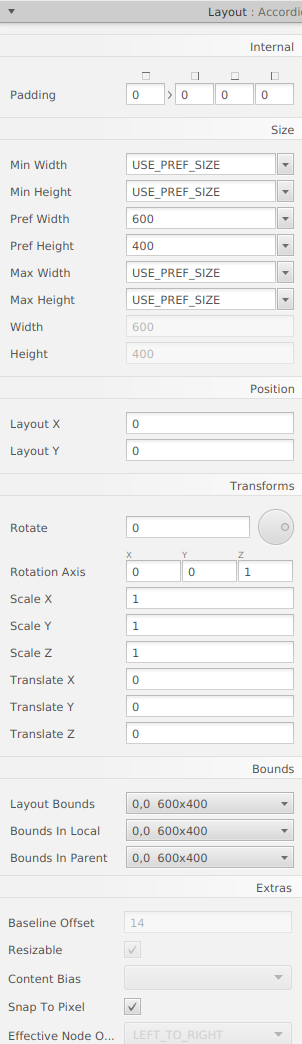 Layout : Accordi
Internal
Padding 0 0 0 0
Size
Min Width USE_PREF_SIZE
Min Height USE_PREF_SIZE
Pref Width 600
Pref Height 400
Max Width USE_PREF_SIZE
Max Height USE_PREF_SIZE
Width 600
Height 400
Position
Layout X 0
Layout Y 0
Transforms
Rotate 0
X Y Z
Rotation Axis 0 0 1
Scale X 1
Scale Y 1
Scale Z 1
Translate X 0
Translate Y 0
Translate Z 0
Bounds
Layout Bounds 0,0 600x400
Bounds In Local 0,0 600x400
Bounds In Parent 0,0 600x400
Extras
Baseline Offset 14
Resizable
Content Bias
Snap To Pixel
Effective Node O... LEFT_TO_RIGHT